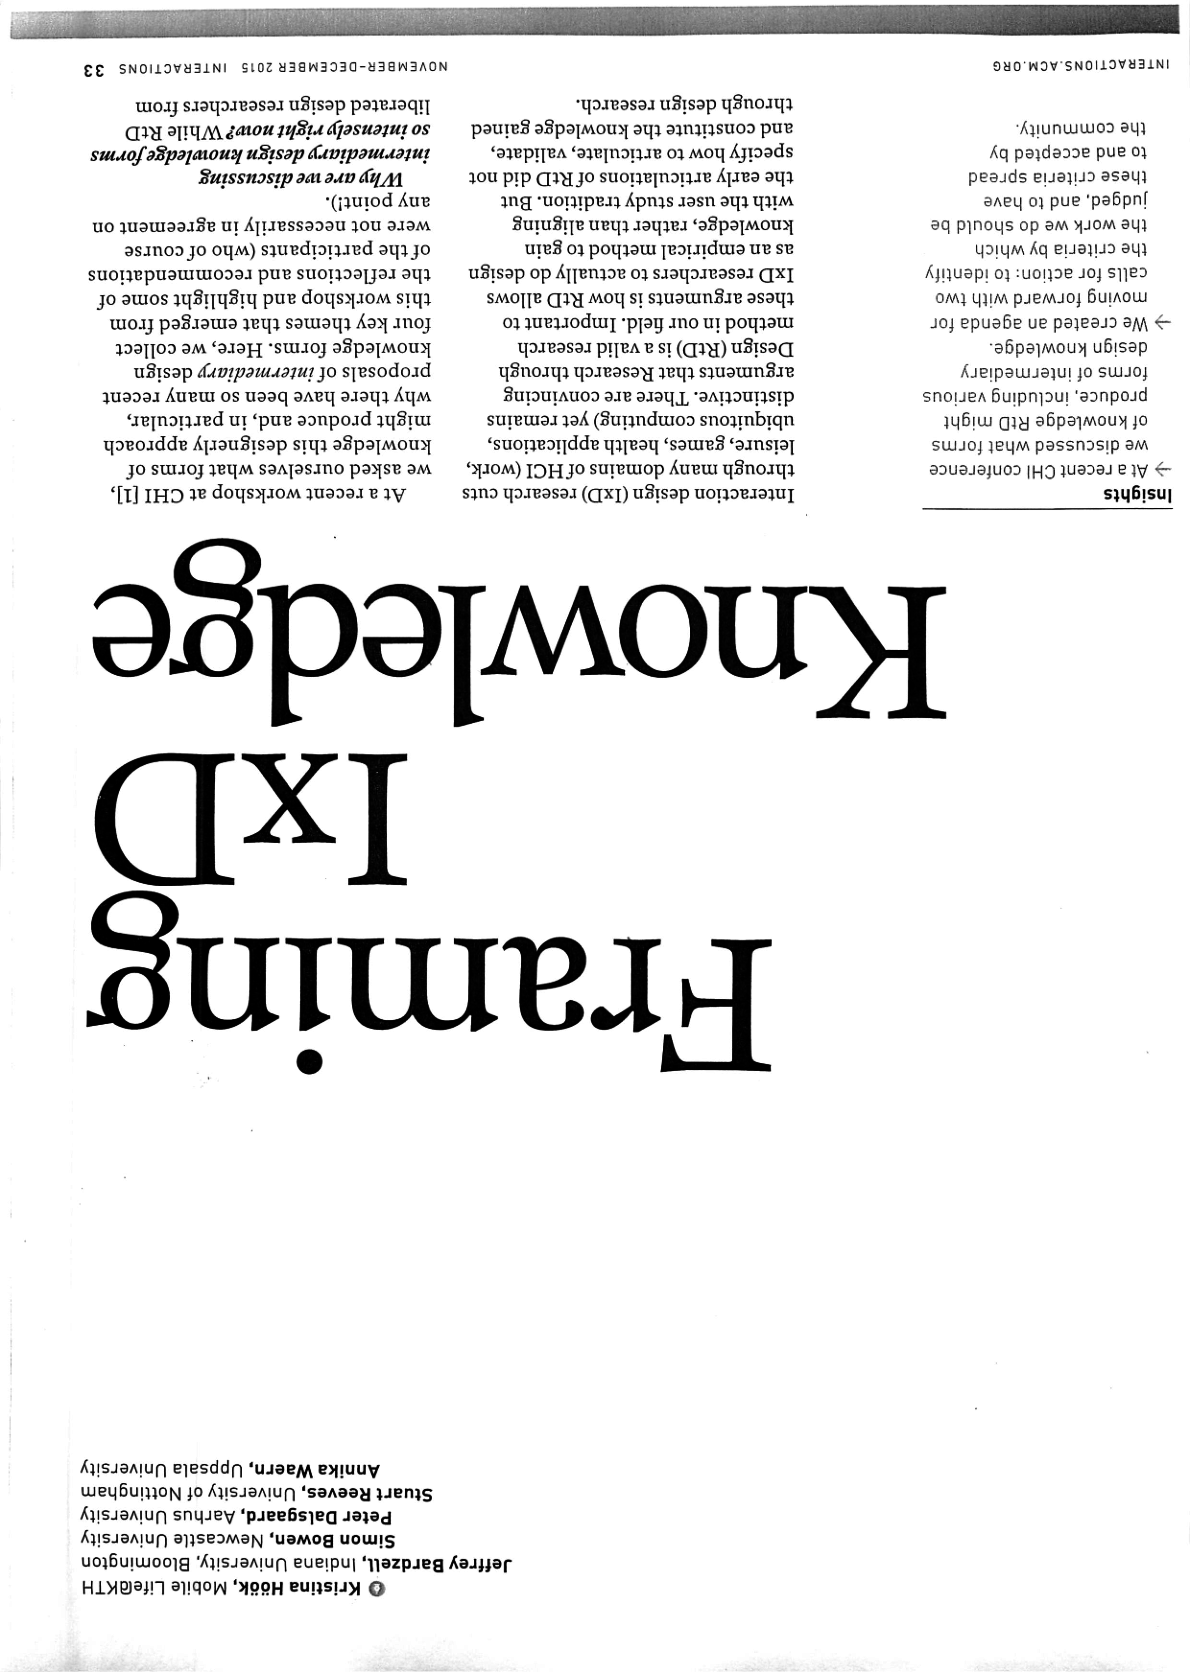 Kristina Höök, Mobile Life@KTH
Jeffrey Bardzell, Indiana University, Bloomington
Simon Bowen, Newcastle University
Peter Dalsgaard, Aarhus University
Stuart Reeves, University of Nottingham
Annika Waern, Uppsala University
Framing
IxD
Knowledge
Insights
→ At a recent CHI conference
we discussed what forms
of knowledge RtD might
produce, including various
forms of intermediary
design knowledge.
→ We created an agenda for
moving forward with two
calls for action: to identify
the criteria by which
the work we do should be
judged, and to have
these criteria spread
to and accepted by
the community.
Interaction design (IxD) research cuts
through many domains of HCI (work,
leisure, games, health applications,
ubiquitous computing) yet remains
distinctive. There are convincing
arguments that Research through
Design (RtD) is a valid research
method in our field. Important to
these arguments is how RtD allows
IxD researchers to actually do design
as an empirical method to gain
knowledge, rather than aligning
with the user study tradition. But
the early articulations of RtD did not
specify how to articulate, validate,
and constitute the knowledge gained
through design research.
At a recent workshop at CHI [1],
we asked ourselves what forms of
knowledge this designerly approach
might produce and, in particular,
why there have been so many recent
proposals of intermediary design
knowledge forms. Here, we collect
four key themes that emerged from
this workshop and highlight some of
the reflections and recommendations
of the participants (who of course
were not necessarily in agreement on
any point!).
Why are we discussing
intermediary design knowledge forms
so intensely right now? While RtD
liberated design researchers from
INTERACTIONS.ACM.ORG
NOVEMBER–DECEMBER 2015 INTERACTIONS 33